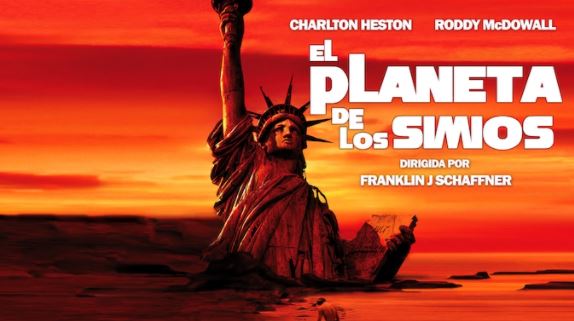 CHARLTON HESTON RODDY McDOWALL
EL
PLANETA
DE
LOS SIMIOS
DIRIGIDA POR
FRANKLIN J SCHAFFNER